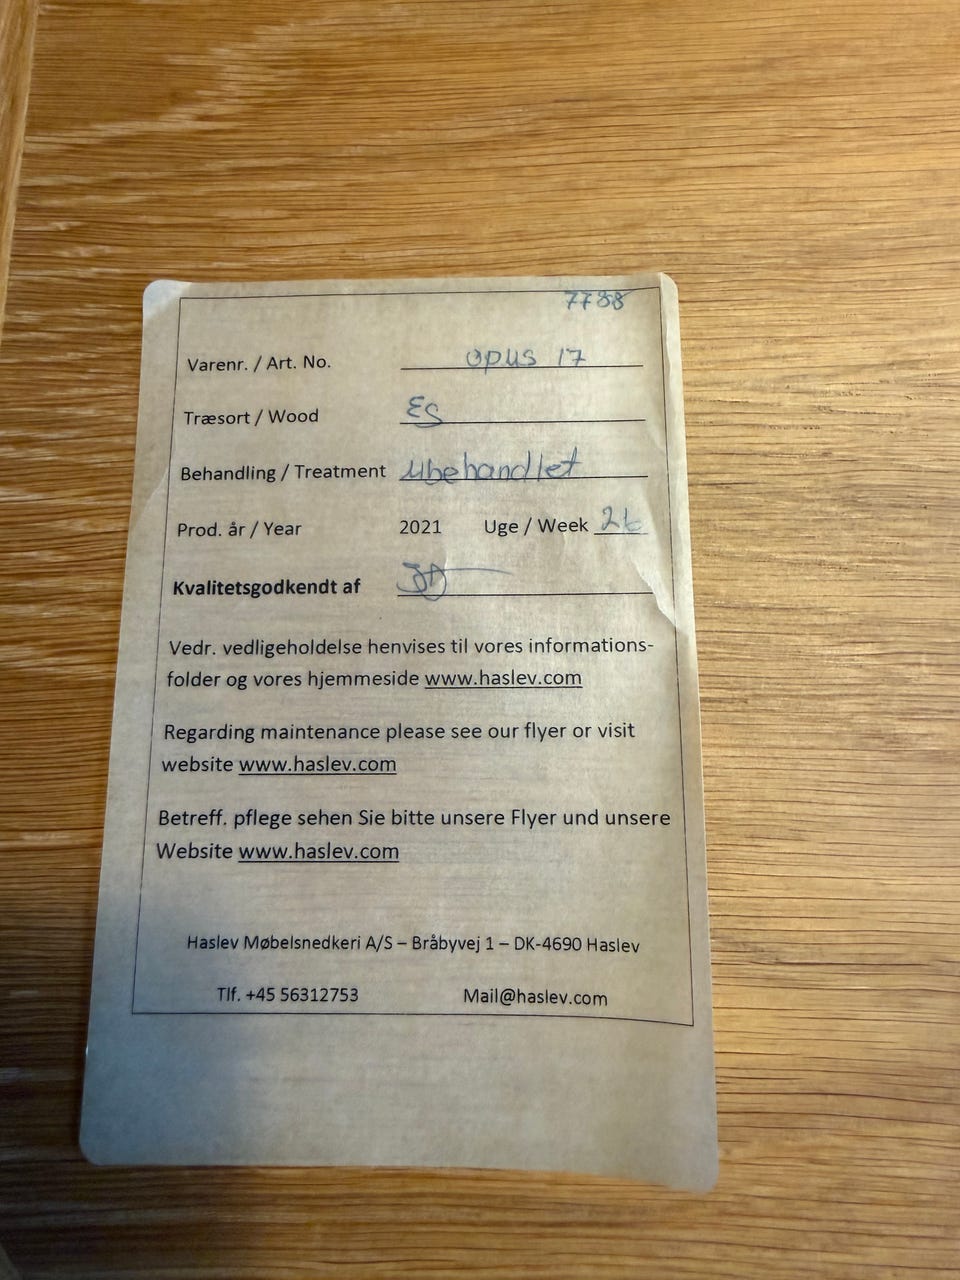 7788
Varenr. / Art. No. opus 17
Træsort / Wood Eg
Behandling / Treatment Ubehandlet
Prod. år / Year 2021 Uge / Week
Kvalitetsgodkendt af
Vedr. vedligeholdelse henvises til vores informations-
folder og vores hjemmeside www.haslev.com
Regarding maintenance please see our flyer or visit
website www.haslev.com
Betreff. pflege sehen Sie bitte unsere Flyer und unsere
Website www.haslev.com
Haslev Møbelsnedkeri A/S – Bråbyvej 1 – DK-4690 Haslev
Tlf. +45 56312753 Mail@haslev.com